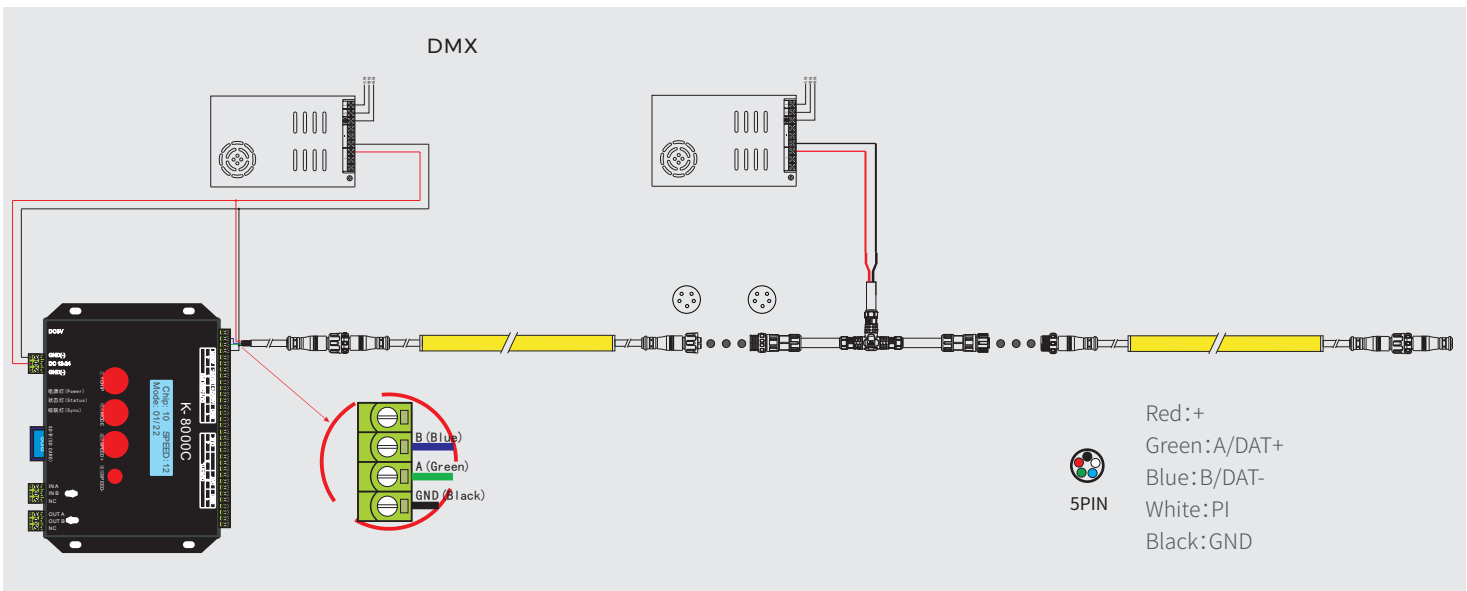 DMX
DC5V
GND(-)
DC 12-24
GND(-)
电源灯(Power)
状态灯(Status)
级联灯(Sync)
Chip: 10 SPEED:12
Mode: 01/22
K-8000C
IN A
IN B
NC
OUT A
OUT B
NC
B(Blue)
A(Green)
GND(Black)
5PIN
Red:+
Green:A/DAT+
Blue:B/DAT-
White:PI
Black:GND